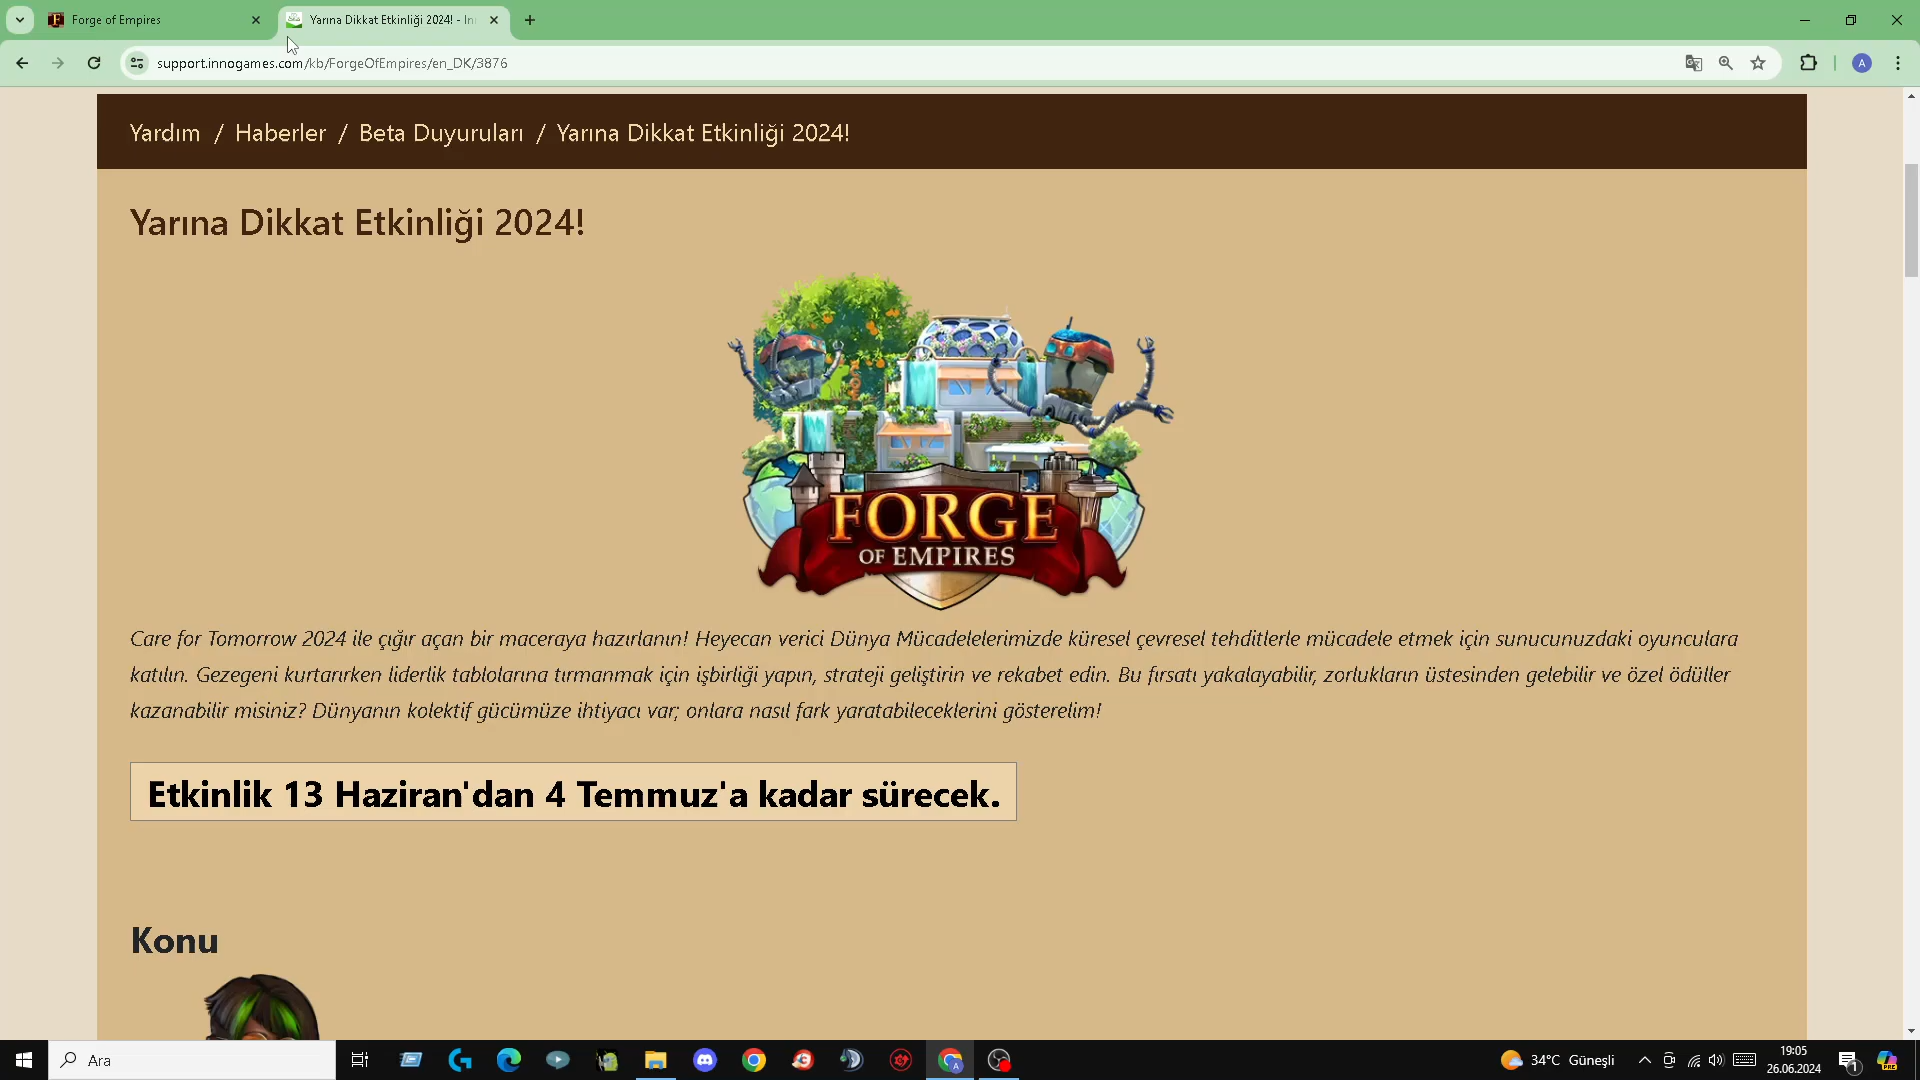 Forge of Empires
Yarına Dikkat Etkinliği 2024! - In
support.innogames.com/kb/ForgeOfEmpires/en_DK/3876
A
Yardım / Haberler / Beta Duyuruları / Yarına Dikkat Etkinliği 2024!
Yarına Dikkat Etkinliği 2024!
FORGE
OF EMPIRES
Care for Tomorrow 2024 ile çığır açan bir maceraya hazırlanın! Heyecan verici Dünya Mücadelelerimizde küresel çevresel tehditlerle mücadele etmek için sunucunuzdaki oyunculara
katılın. Gezegeni kurtarırken liderlik tablolarına tırmanmak için işbirliği yapın, strateji geliştirin ve rekabet edin. Bu fırsatı yakalayabilir, zorlukların üstesinden gelebilir ve özel ödüller
kazanabilir misiniz? Dünyanın kolektif gücümüze ihtiyacı var; onlara nasıl fark yaratabileceklerini gösterelim!
Etkinlik 13 Haziran'dan 4 Temmuz'a kadar sürecek.
Konu
Ara
34°C Güneşli
19:05
26.06.2024
1